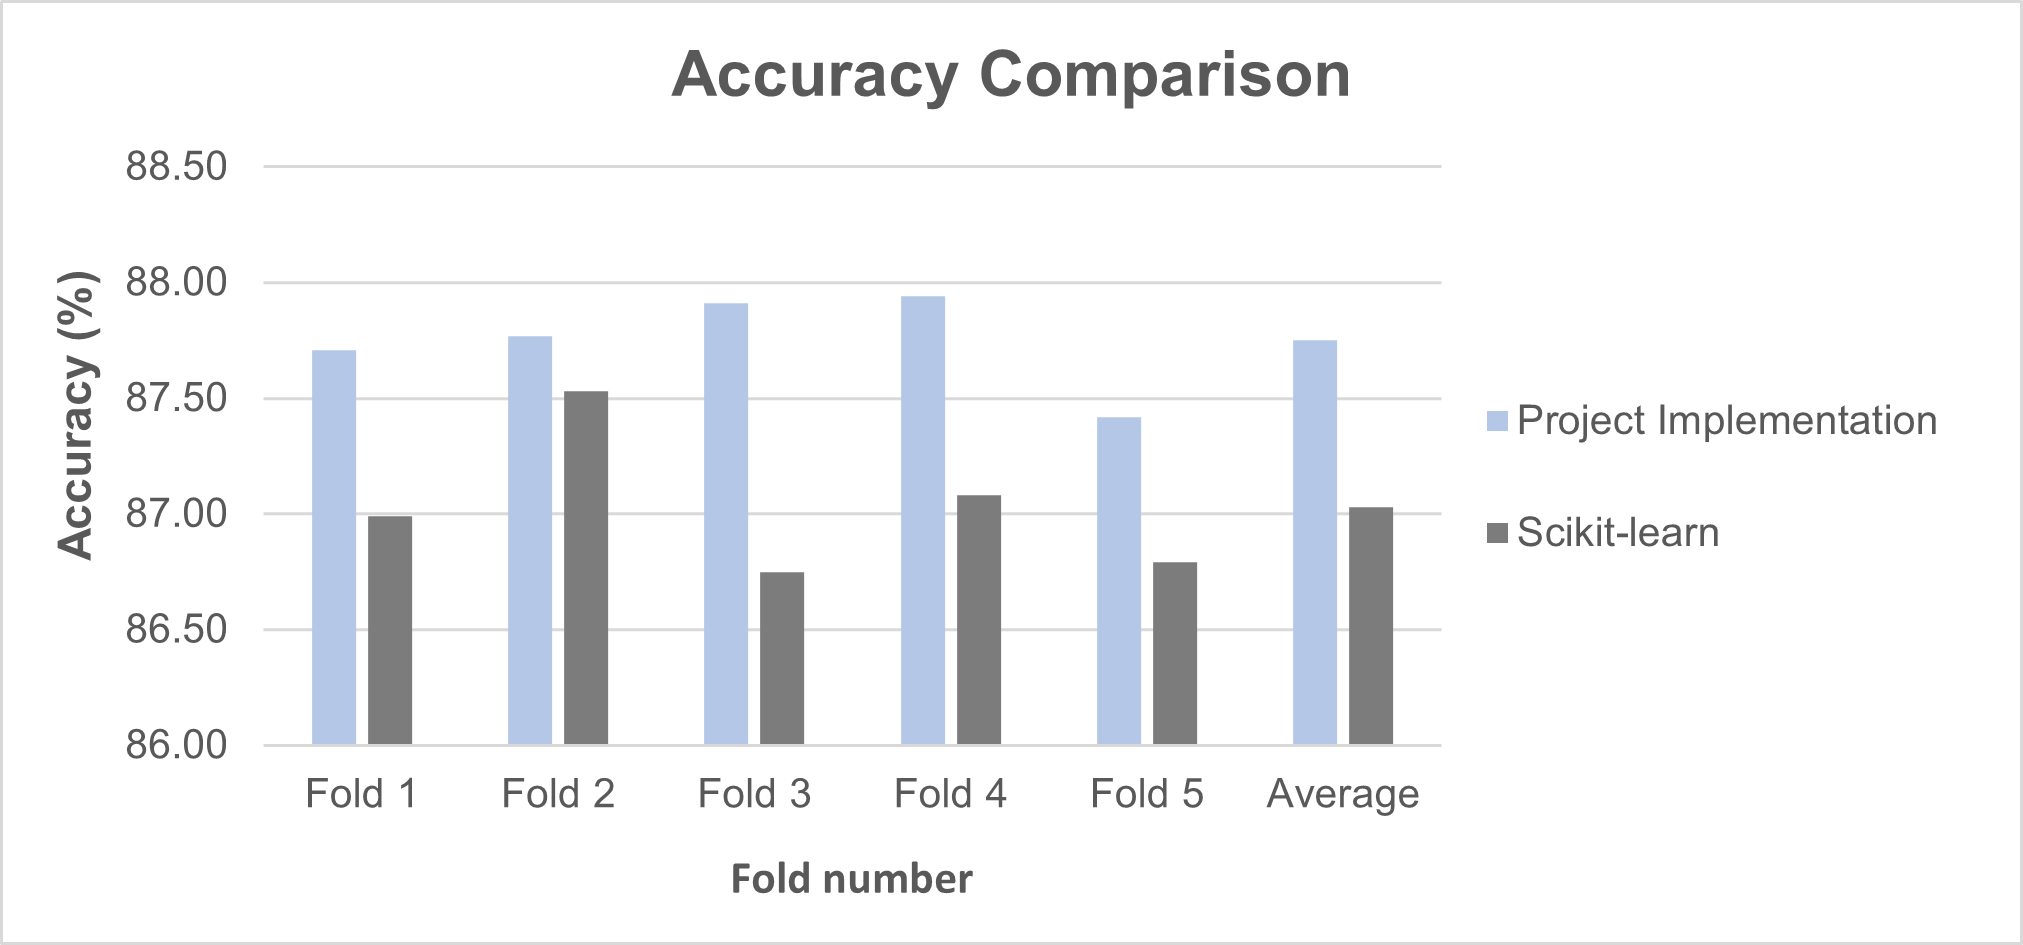 Accuracy Comparison
88.50
88.00
87.50
87.00
86.50
86.00
Accuracy (%)
Fold 1 Fold 2 Fold 3 Fold 4 Fold 5 Average
Fold number
Project Implementation
Scikit-learn